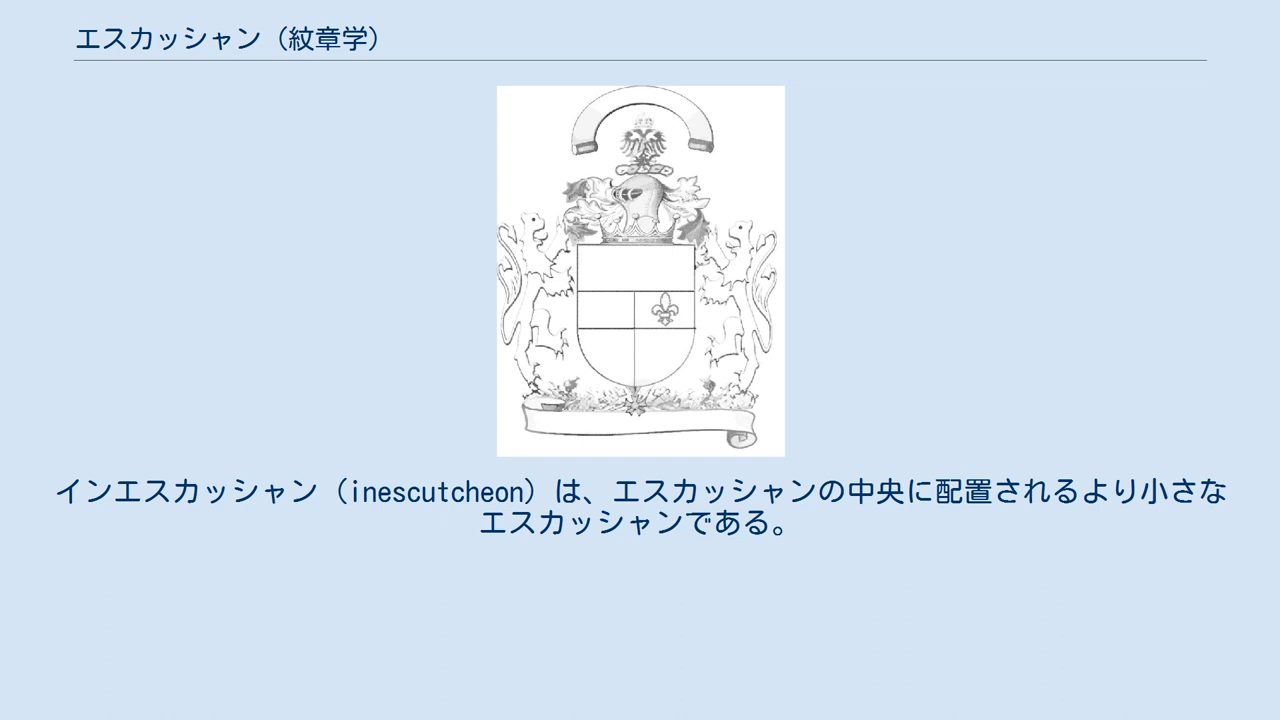 エスカッシャン（紋章学）
インエスカッシャン（inescutcheon）は、エスカッシャンの中央に配置されるより小さな
エスカッシャンである。